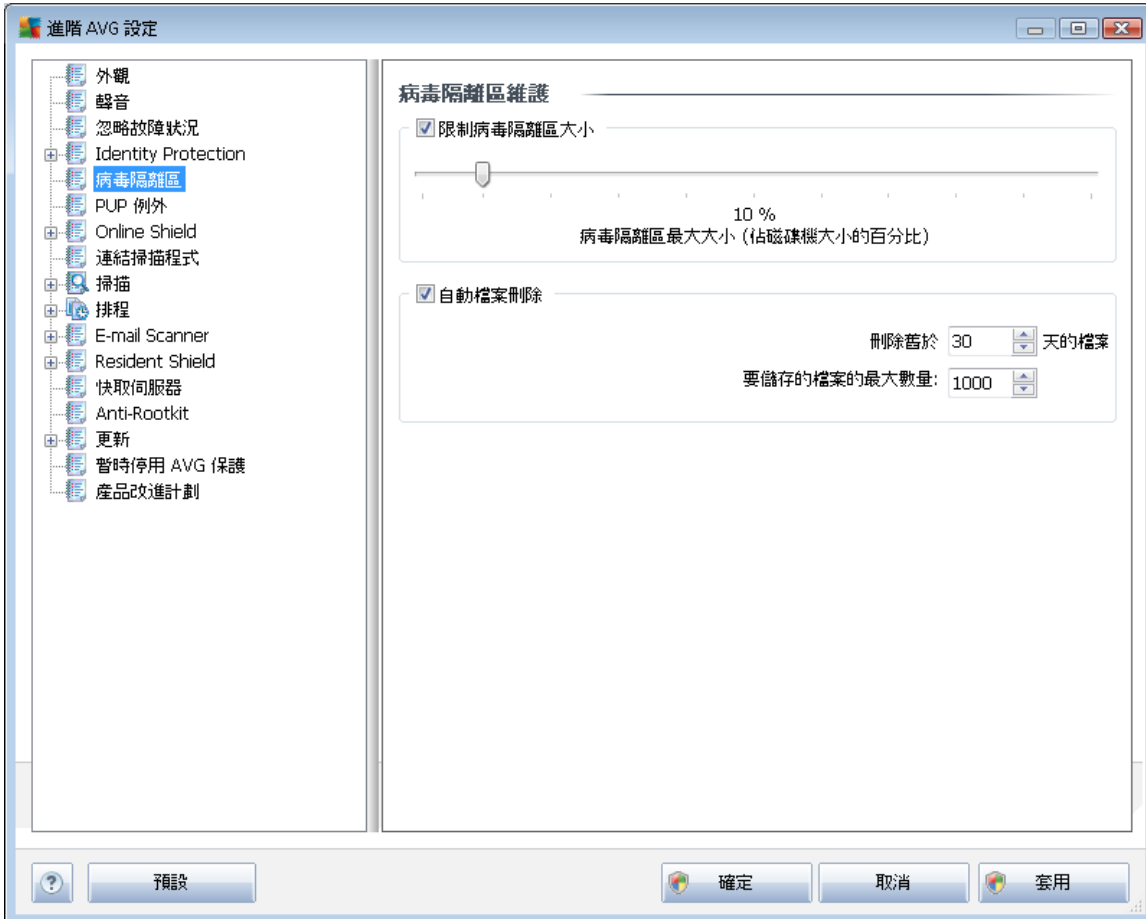 進階 AVG 設定
外觀
聲音
忽略故障狀況
Identity Protection
病毒隔離區
PUP 例外
Online Shield
連結掃描程式
掃描
排程
E-mail Scanner
Resident Shield
快取伺服器
Anti-Rootkit
更新
暫時停用 AVG 保護
產品改進計劃
病毒隔離區維護
限制病毒隔離區大小
10 %
病毒隔離區最大大小 (佔磁碟機大小的百分比)
自動檔案刪除
刪除舊於 30 天的檔案
要儲存的檔案的最大數量: 1000
? 預設 確定 取消 套用